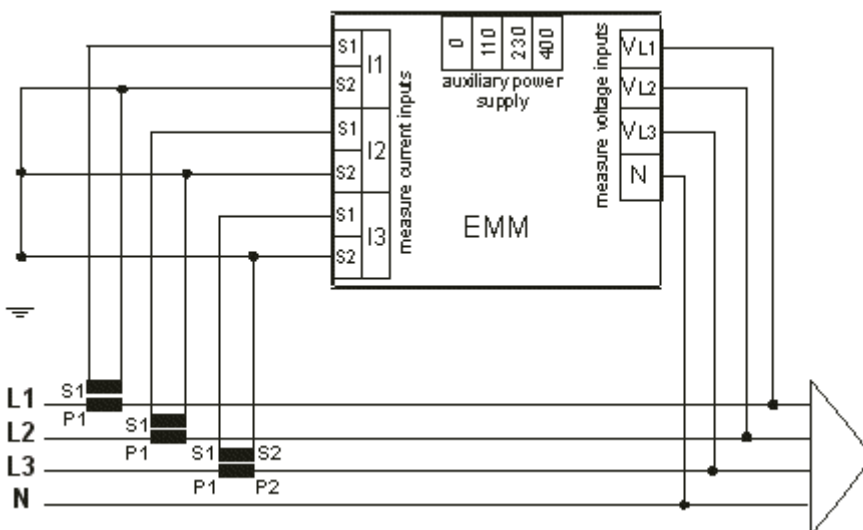 S1
S2
I1
S1
S2
I2
S1
S2
I3
measure current inputs
0
110
230
400
auxiliary power
supply
EMM
measure voltage inputs
VL1
VL2
VL3
N
L1
S1
P1
L2
S1
P1
L3
S1
S2
P1
P2
N